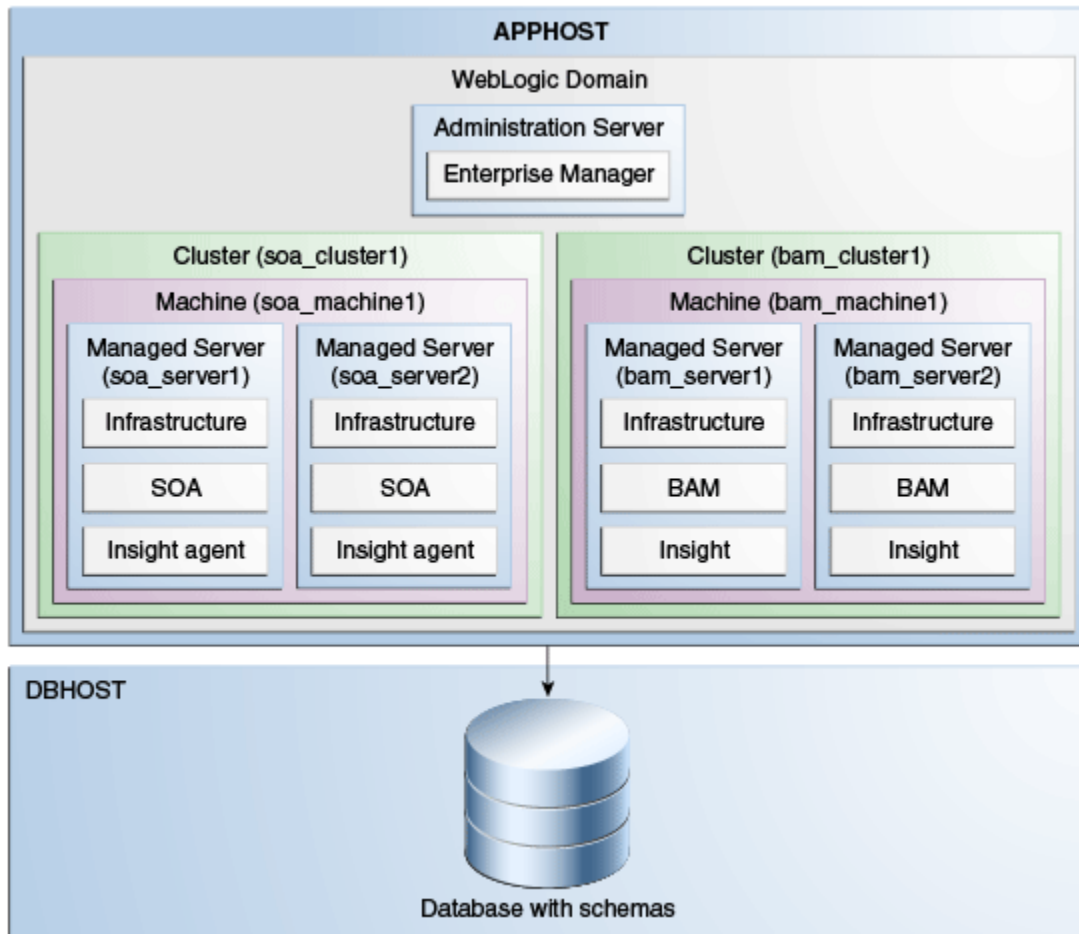 APPHOST
WebLogic Domain
Administration Server
Enterprise Manager
Cluster (soa_cluster1)
Machine (soa_machine1)
Managed Server
(soa_server1)
Infrastructure
SOA
Insight agent
Managed Server
(soa_server2)
Infrastructure
SOA
Insight agent
Cluster (bam_cluster1)
Machine (bam_machine1)
Managed Server
(bam_server1)
Infrastructure
BAM
Insight
Managed Server
(bam_server2)
Infrastructure
BAM
Insight
DBHOST
Database with schemas